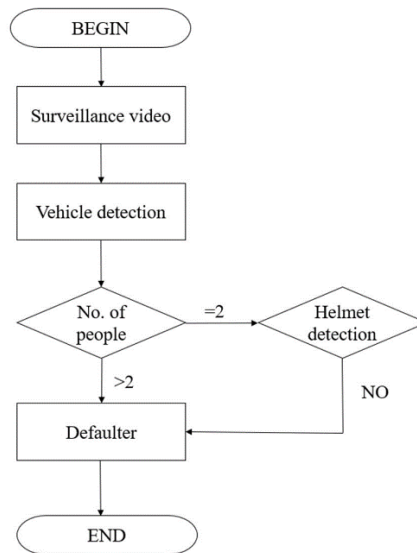 BEGIN
Surveillance video
Vehicle detection
No. of
people
=2
Helmet
detection
>2
NO
Defaulter
END